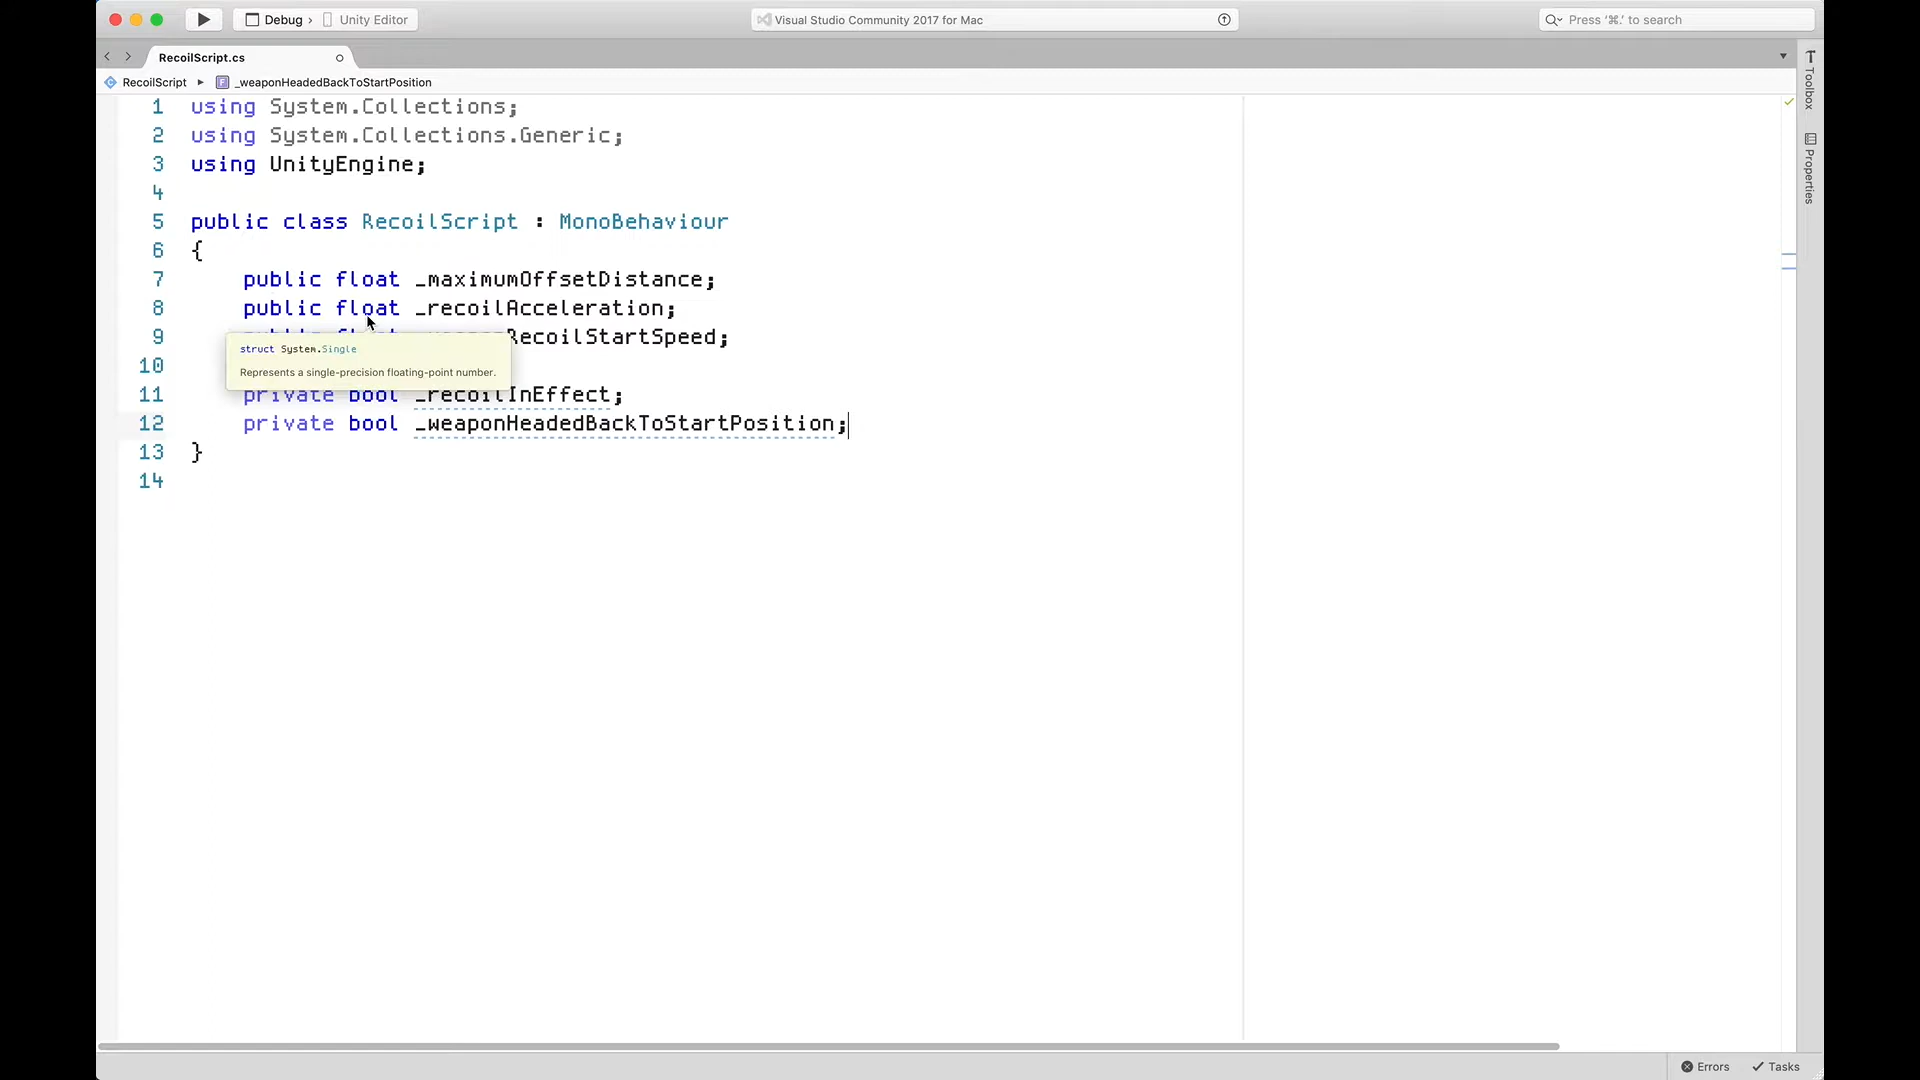 Debug › Unity Editor
Visual Studio Community 2017 for Mac
Press ‘⌘.’ to search
RecoilScript.cs
RecoilScript ▸ _weaponHeadedBackToStartPosition
1 using System.Collections;
2 using System.Collections.Generic;
3 using UnityEngine;
4
5 public class RecoilScript : MonoBehaviour
6 {
7 public float _maximumOffsetDistance;
8 public float _recoilAcceleration;
9 RecoilStartSpeed;
struct System.Single
10
Represents a single-precision floating-point number.
11 private bool _recoilInEffect;
12 private bool _weaponHeadedBackToStartPosition;
13 }
14
Toolbox
Properties
Errors Tasks